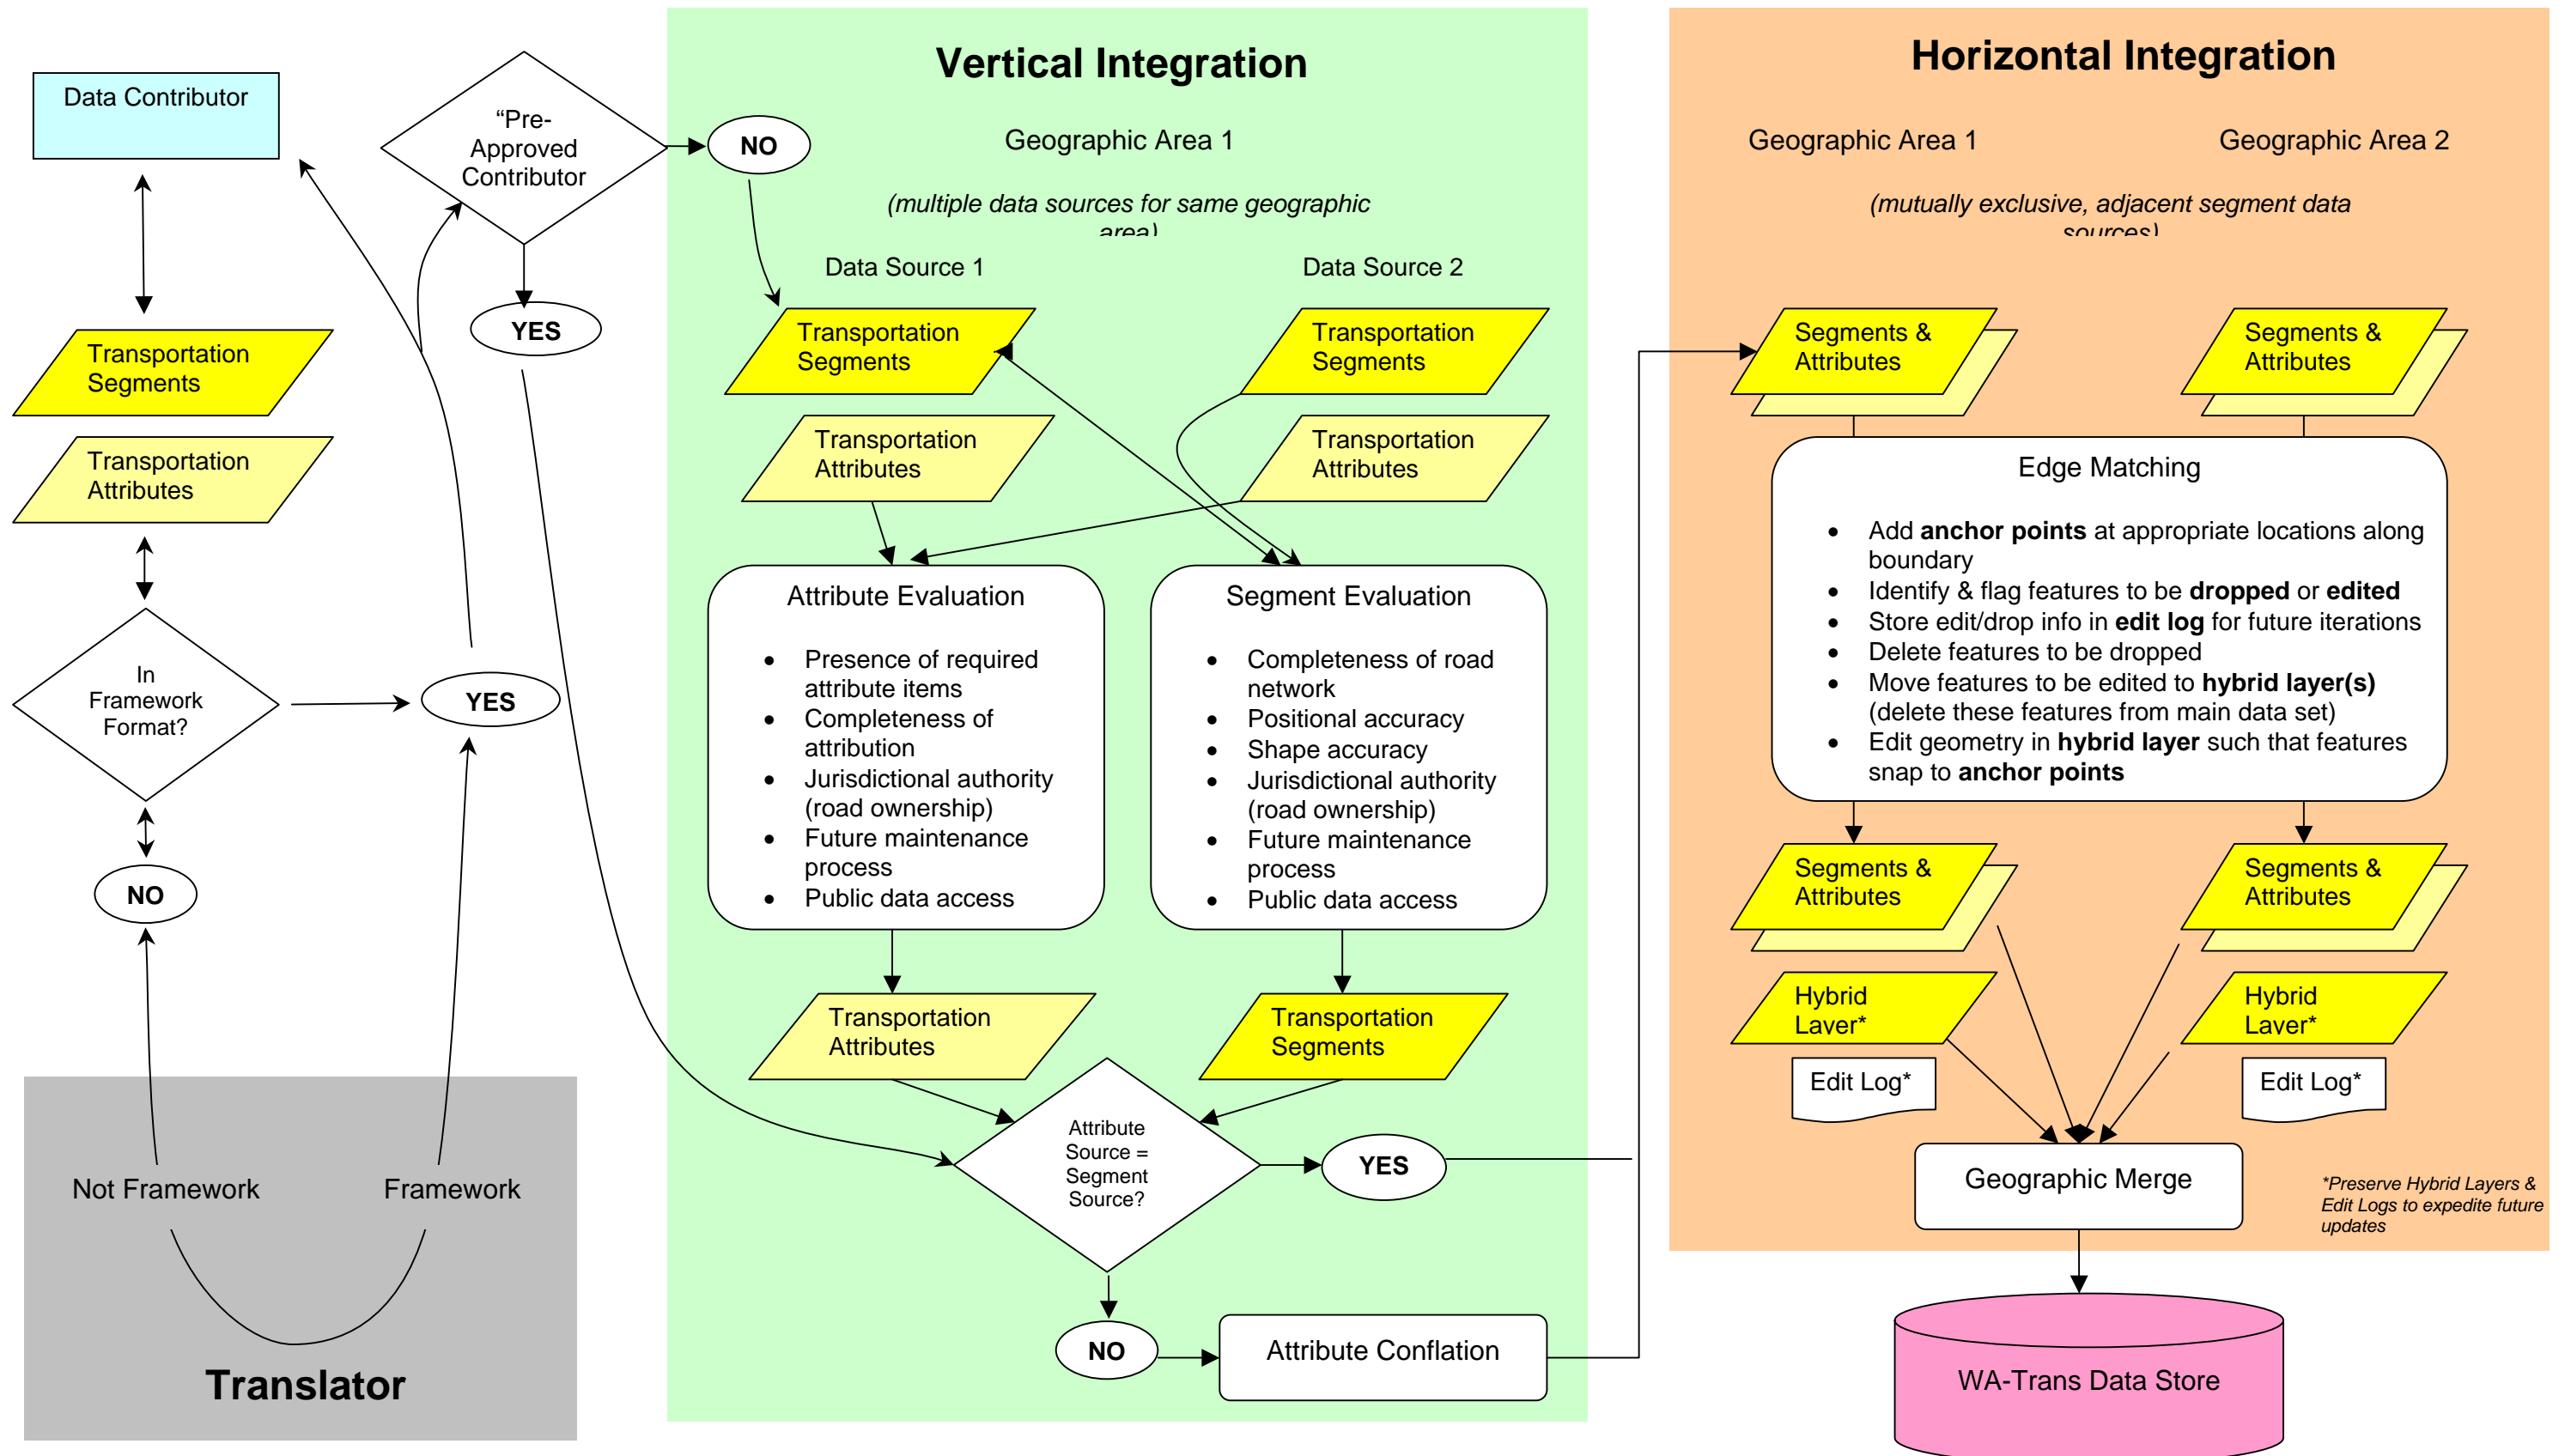 Data Contributor
Transportation
Segments
Transportation
Attributes
In
Framework
Format?
NO
YES
Not Framework
Framework
Translator
“Pre-
Approved
Contributor
NO
YES
Vertical Integration
Geographic Area 1
(multiple data sources for same geographic
area)
Data Source 1
Data Source 2
Transportation
Segments
Transportation
Segments
Transportation
Attributes
Transportation
Attributes
Attribute Evaluation
• Presence of required
attribute items
• Completeness of
attribution
• Jurisdictional authority
(road ownership)
• Future maintenance
process
• Public data access
Segment Evaluation
• Completeness of road
network
• Positional accuracy
• Shape accuracy
• Jurisdictional authority
(road ownership)
• Future maintenance
process
• Public data access
Transportation
Attributes
Transportation
Segments
Attribute
Source =
Segment
Source?
YES
NO
Attribute Conflation
Horizontal Integration
Geographic Area 1
Geographic Area 2
(mutually exclusive, adjacent segment data
sources)
Segments &
Attributes
Segments &
Attributes
Edge Matching
• Add anchor points at appropriate locations along
boundary
• Identify & flag features to be dropped or edited
• Store edit/drop info in edit log for future iterations
• Delete features to be dropped
• Move features to be edited to hybrid layer(s)
(delete these features from main data set)
• Edit geometry in hybrid layer such that features
snap to anchor points
Segments &
Attributes
Segments &
Attributes
Hybrid
Layer*
Hybrid
Layer*
Edit Log*
Edit Log*
Geographic Merge
*Preserve Hybrid Layers &
Edit Logs to expedite future
updates
WA-Trans Data Store